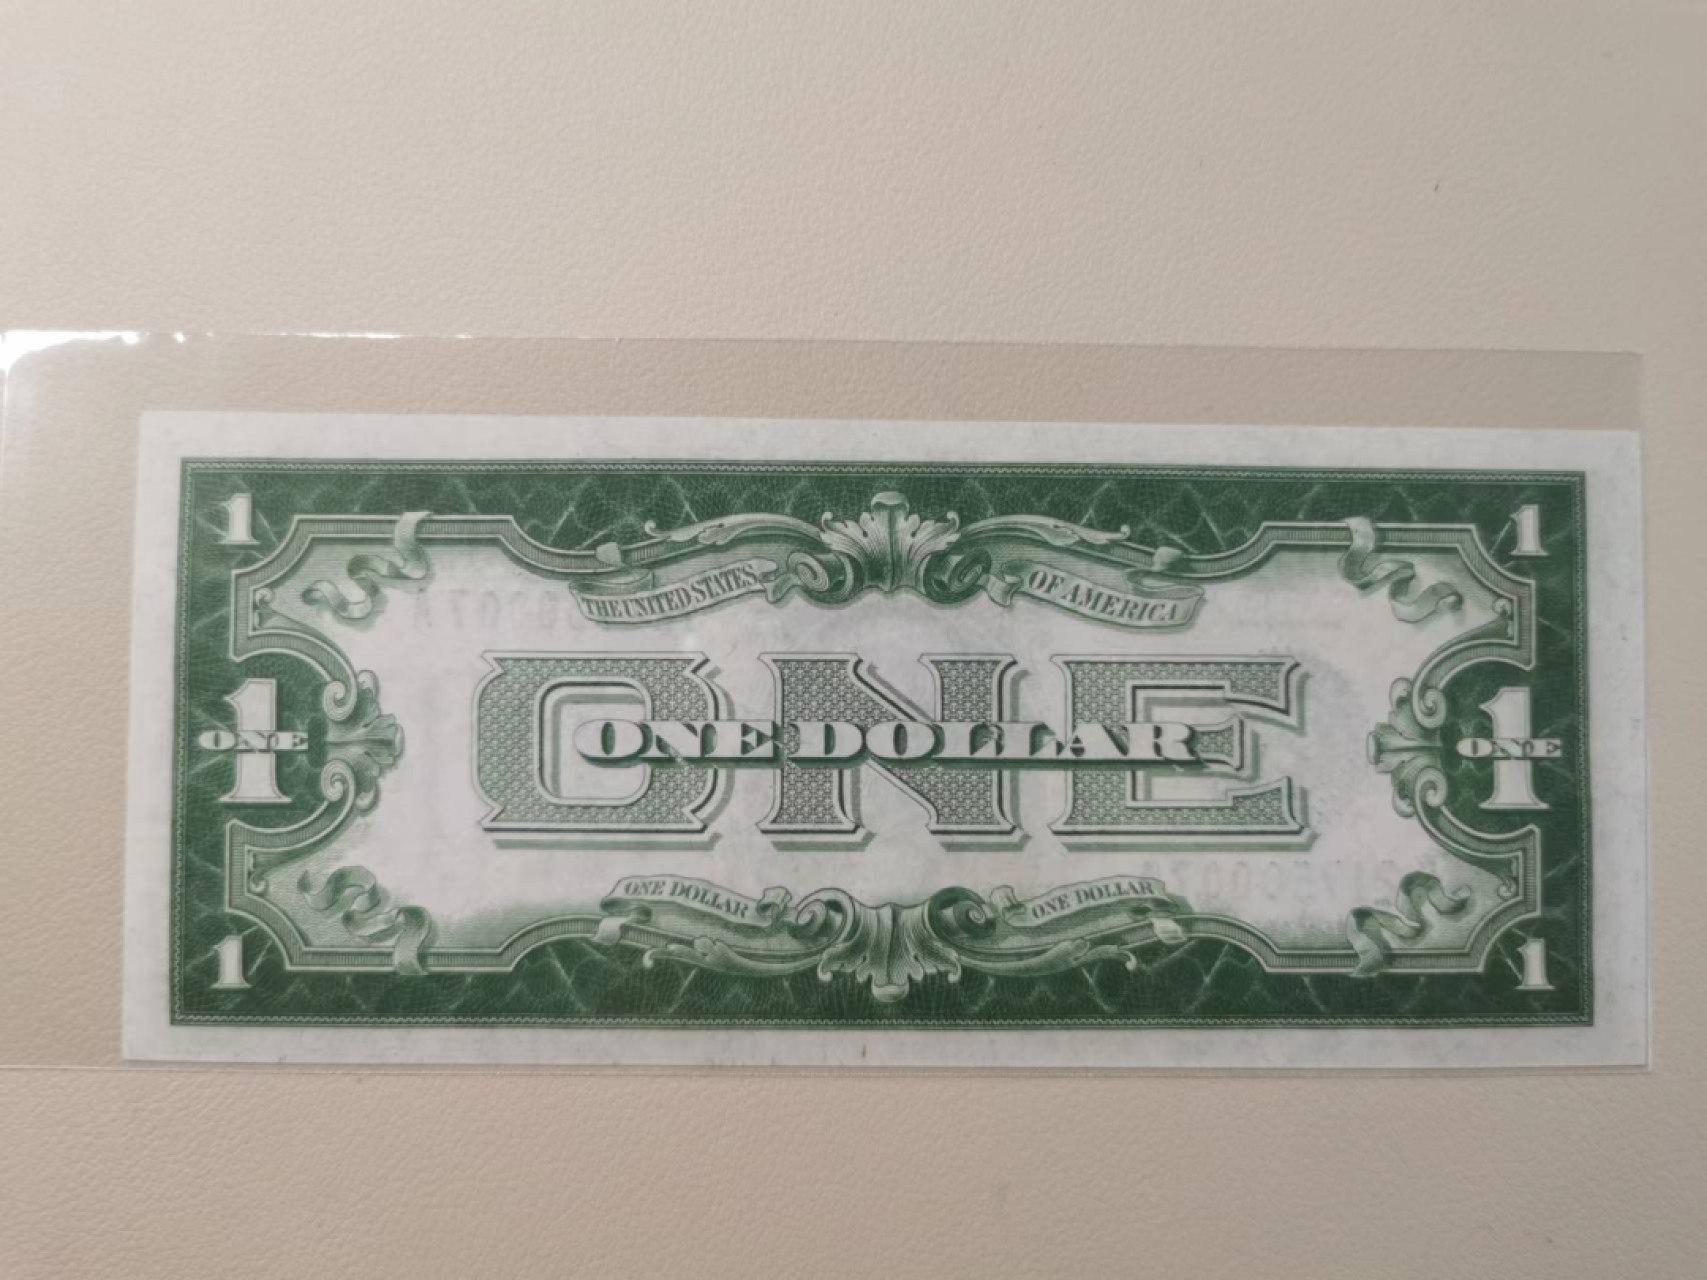 1 1
THE UNITED STATES OF AMERICA
ONE
1 ONE ONE DOLLAR 1 ONE
ONE DOLLAR ONE DOLLAR
1 1